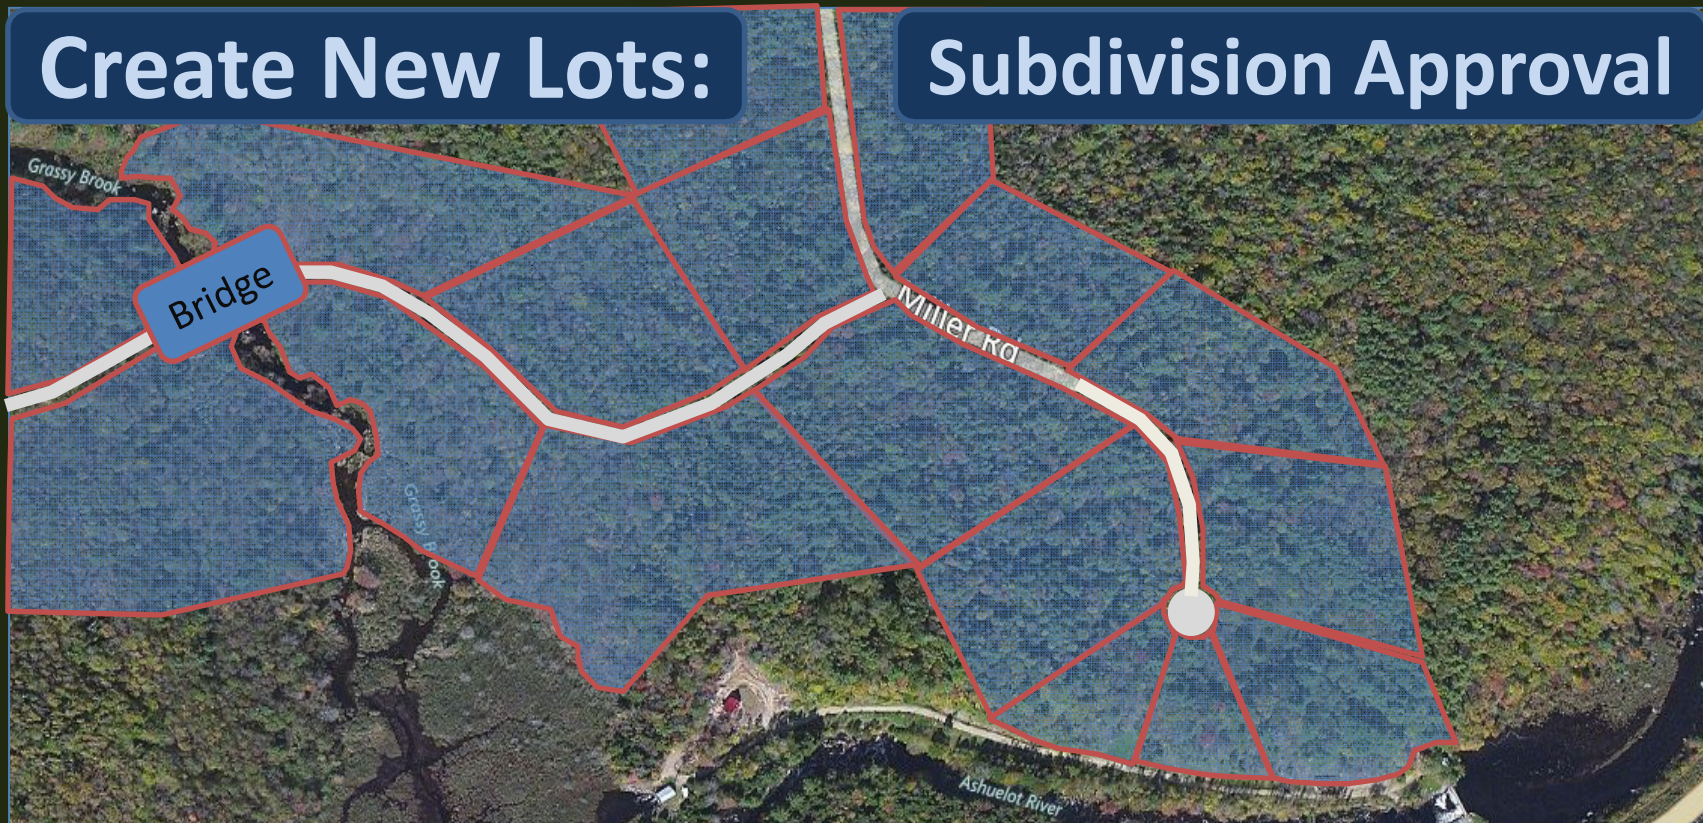 Create New Lots:
Subdivision Approval
Grassy Brook
Bridge
Miller Rd
Grassy Brook
Ashuelot River